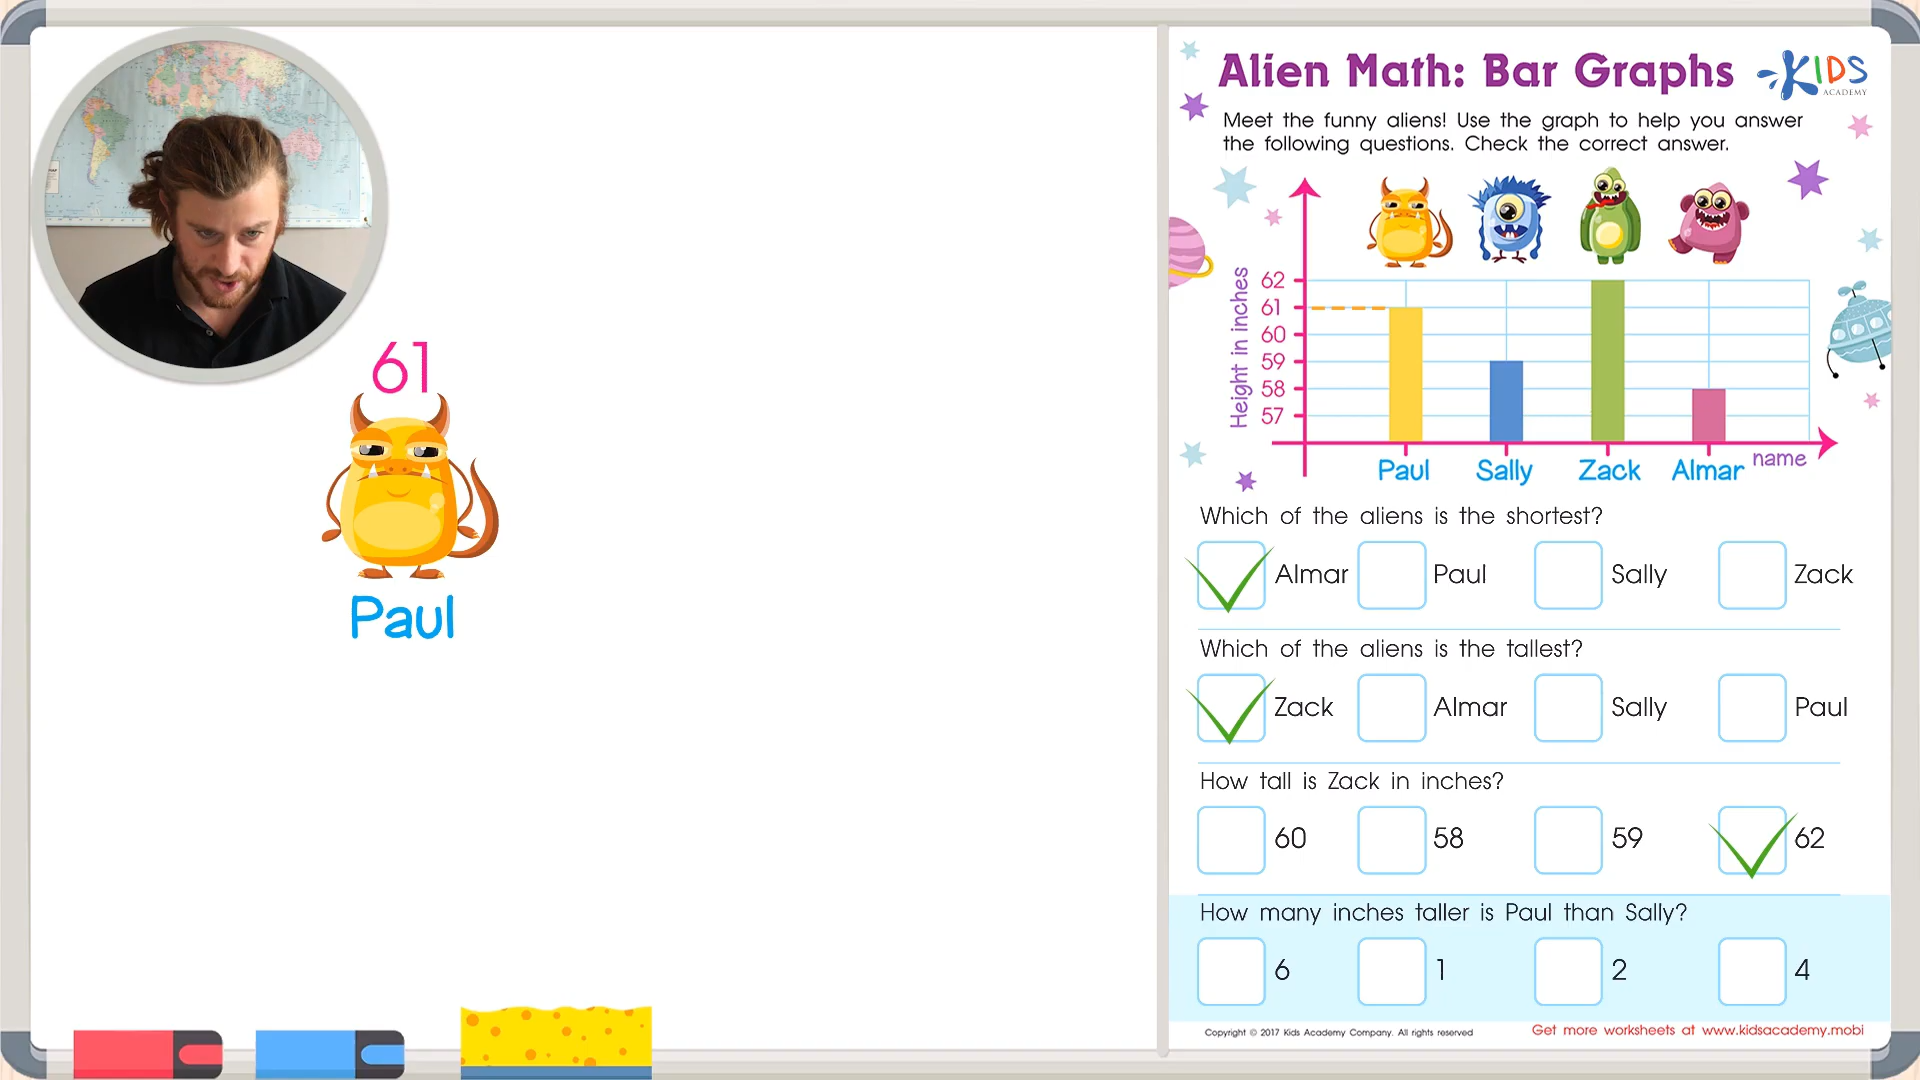 61
Paul
Alien Math: Bar Graphs
KIDS
ACADEMY
Meet the funny aliens! Use the graph to help you answer
the following questions. Check the correct answer.
Height in inches
62
61
60
59
58
57
Paul Sally Zack Almar name
Which of the aliens is the shortest?
Almar Paul Sally Zack
Which of the aliens is the tallest?
Zack Almar Sally Paul
How tall is Zack in inches?
60 58 59 62
How many inches taller is Paul than Sally?
6 1 2 4
Copyright © 2017 Kids Academy Company. All rights reserved
Get more worksheets at www.kidsacademy.mobi